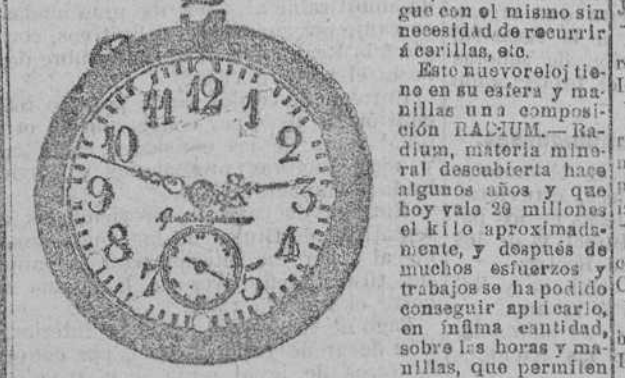 12
1
2
3
4
5
7
8
9
10
11
gue con el mismo sin
necesidad de recurrir
á cerillas, etc.
Este nuevo reloj tie-
ne en su esfera y ma-
nillas una composi-
ción RADIUM.—Ra-
dium, materia mine-
ral descubierta hace
algunos años y que
hoy vale 20 millones
el kilo aproximada-
mente, y después de
muchos esfuerzos y
trabajos se ha podido
conseguir aplicarlo,
en ínfima cantidad,
sobre las horas y ma-
nillas, que permiten